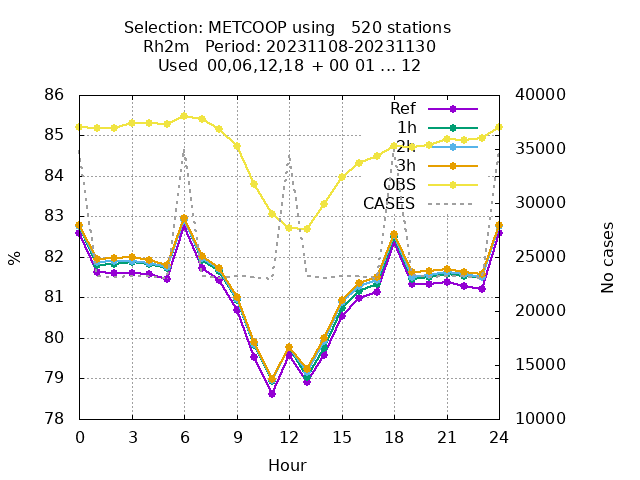 Selection: METCOOP using   520 stations
Rh2m   Period: 20231108-20231130
Used  00,06,12,18  + 00 01 ... 12
86
85
84
83
82
81
80
79
78
%
40000
35000
30000
25000
20000
15000
10000
No cases
Ref
1h
2h
3h
OBS
CASES
0 3 6 9 12 15 18 21 24
Hour